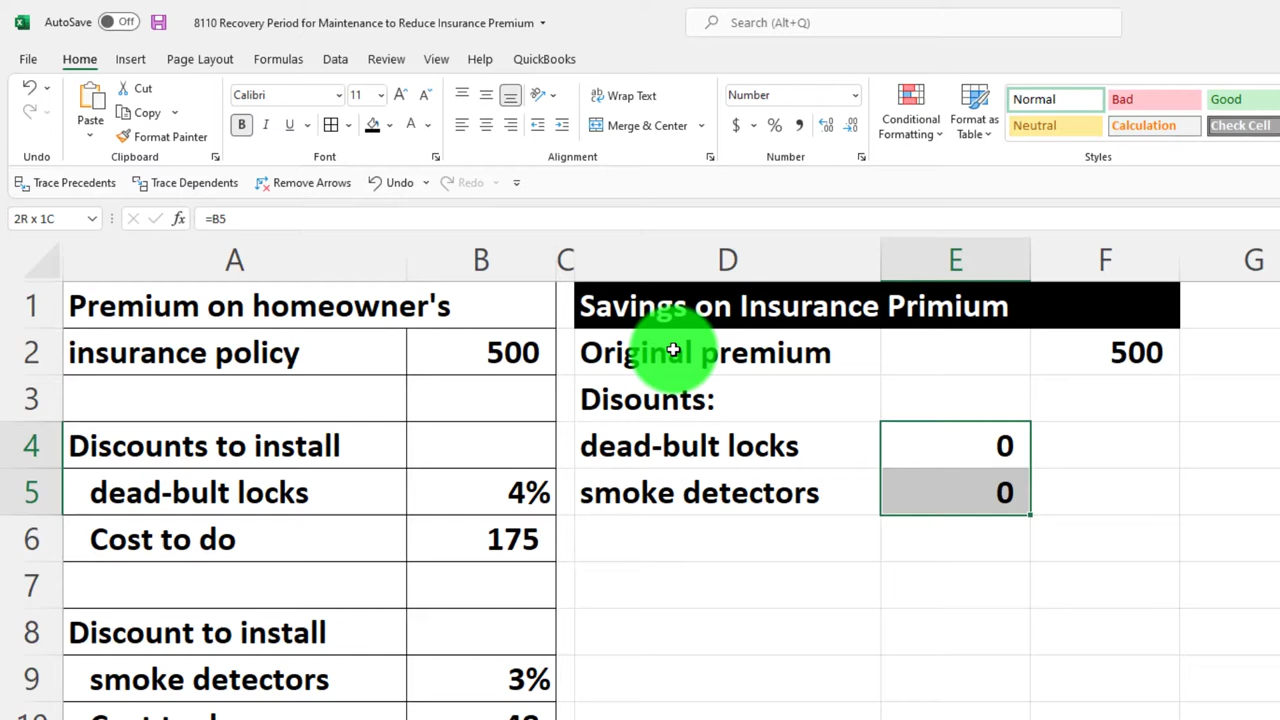 AutoSave Off 8110 Recovery Period for Maintenance to Reduce Insurance Premium Search (Alt+Q)
File Home Insert Page Layout Formulas Data Review View Help QuickBooks
Paste Cut Copy Format Painter
Calibri 11 B I U A
Wrap Text Merge & Center
Number $ % ,
Conditional Formatting Format as Table
Normal Bad Good
Neutral Calculation Check Cell
Undo Clipboard Font Alignment Number Styles
Trace Precedents Trace Dependents Remove Arrows Undo Redo
2R x 1C fx =B5
A B C D E F G
1 Premium on homeowner's Savings on Insurance Primium
2 insurance policy 500 Original premium 500
3 Disounts:
4 Discounts to install dead-bult locks 0
5 dead-bult locks 4% smoke detectors 0
6 Cost to do 175
7
8 Discount to install
9 smoke detectors 3%